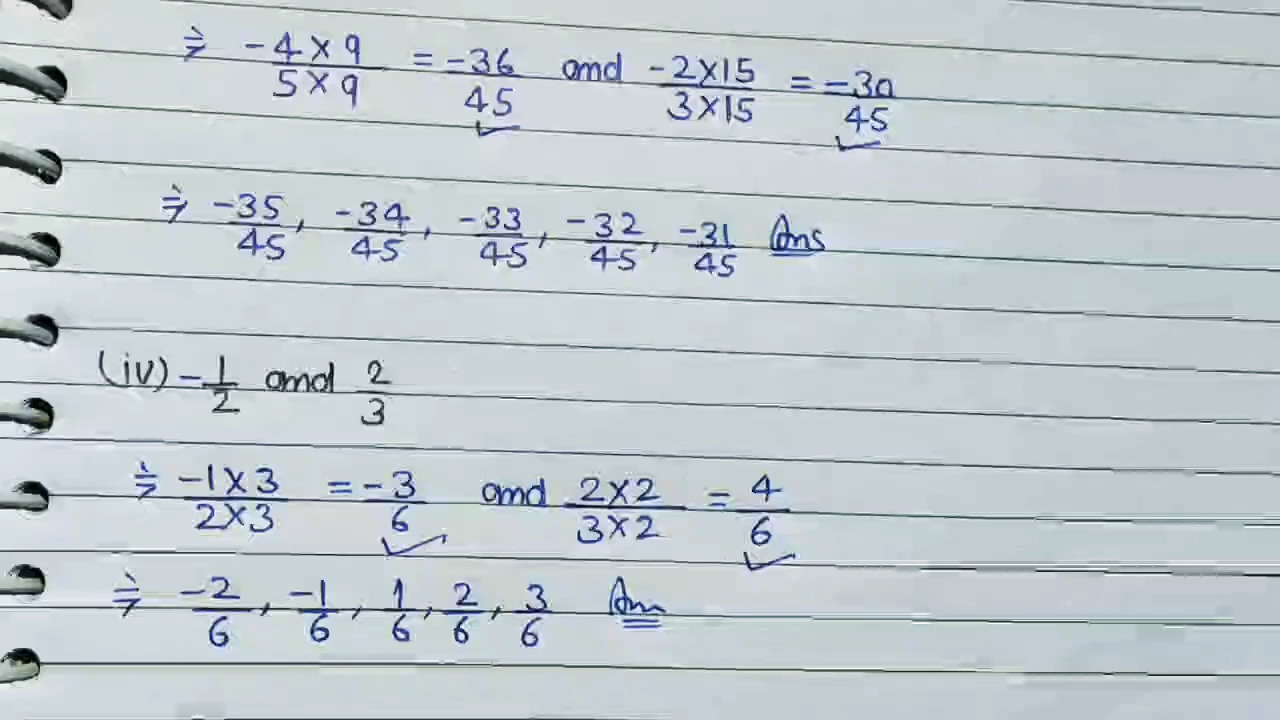 ⇒ -4×9/5×9 = -36/45 and -2×15/3×15 = -30/45
⇒ -35/45, -34/45, -33/45, -32/45, -31/45 Ans
(iv) -1/2 and 2/3
⇒ -1×3/2×3 = -3/6 and 2×2/3×2 = 4/6
⇒ -2/6, -1/6, 1/6, 2/6, 3/6 Ans